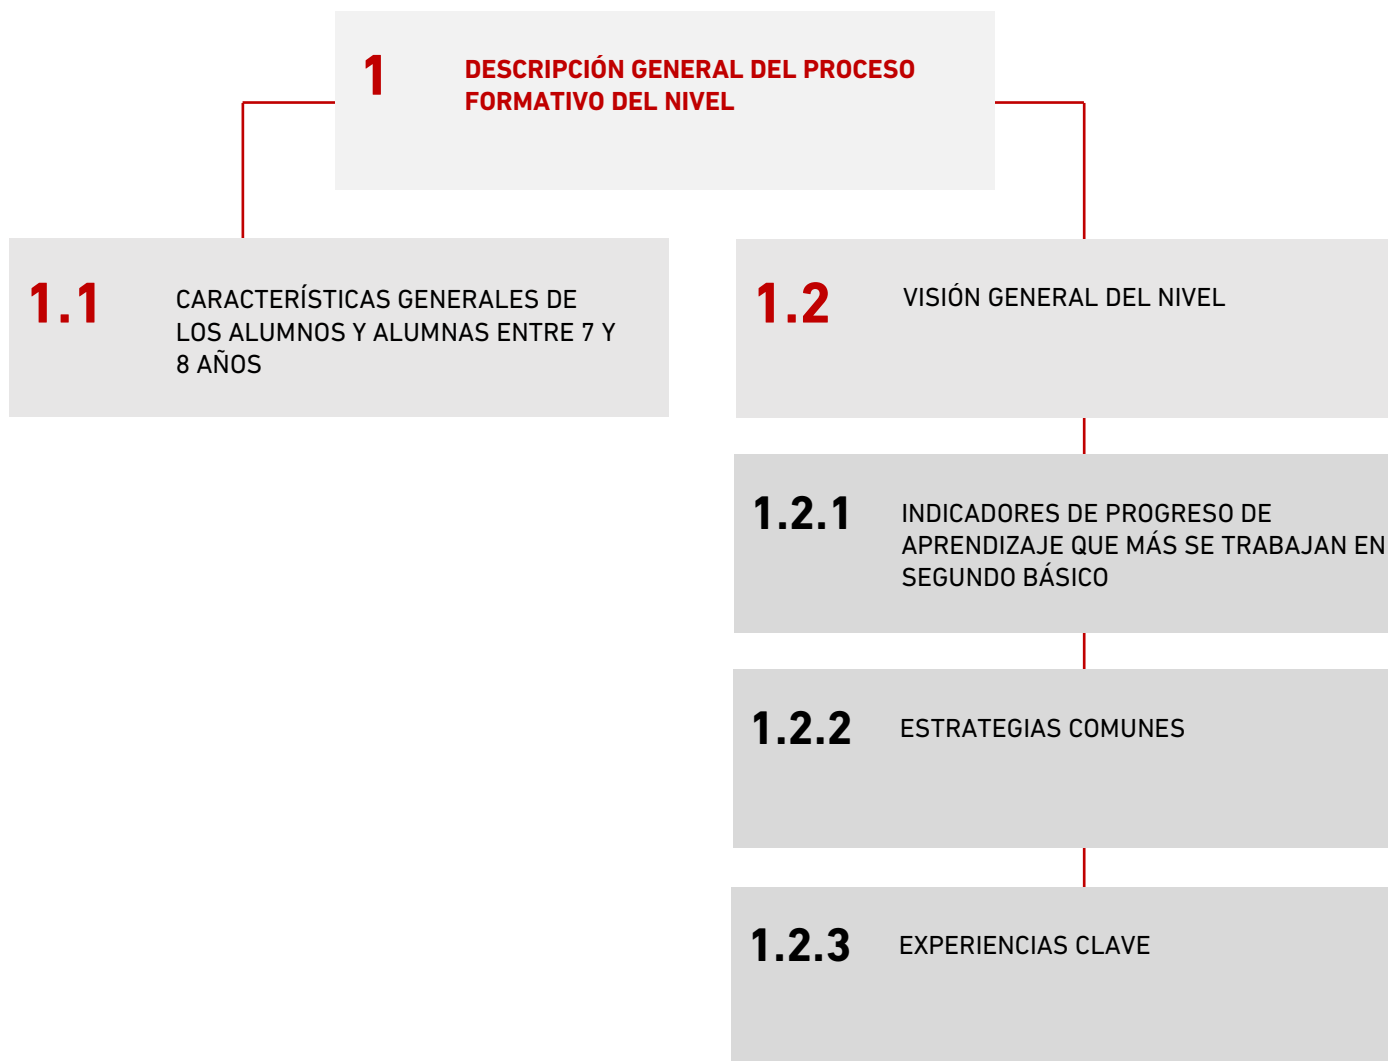 1
DESCRIPCIÓN GENERAL DEL PROCESO
FORMATIVO DEL NIVEL
1.1
CARACTERÍSTICAS GENERALES DE
LOS ALUMNOS Y ALUMNAS ENTRE 7 Y
8 AÑOS
1.2
VISIÓN GENERAL DEL NIVEL
1.2.1
INDICADORES DE PROGRESO DE
APRENDIZAJE QUE MÁS SE TRABAJAN EN
SEGUNDO BÁSICO
1.2.2
ESTRATEGIAS COMUNES
1.2.3
EXPERIENCIAS CLAVE